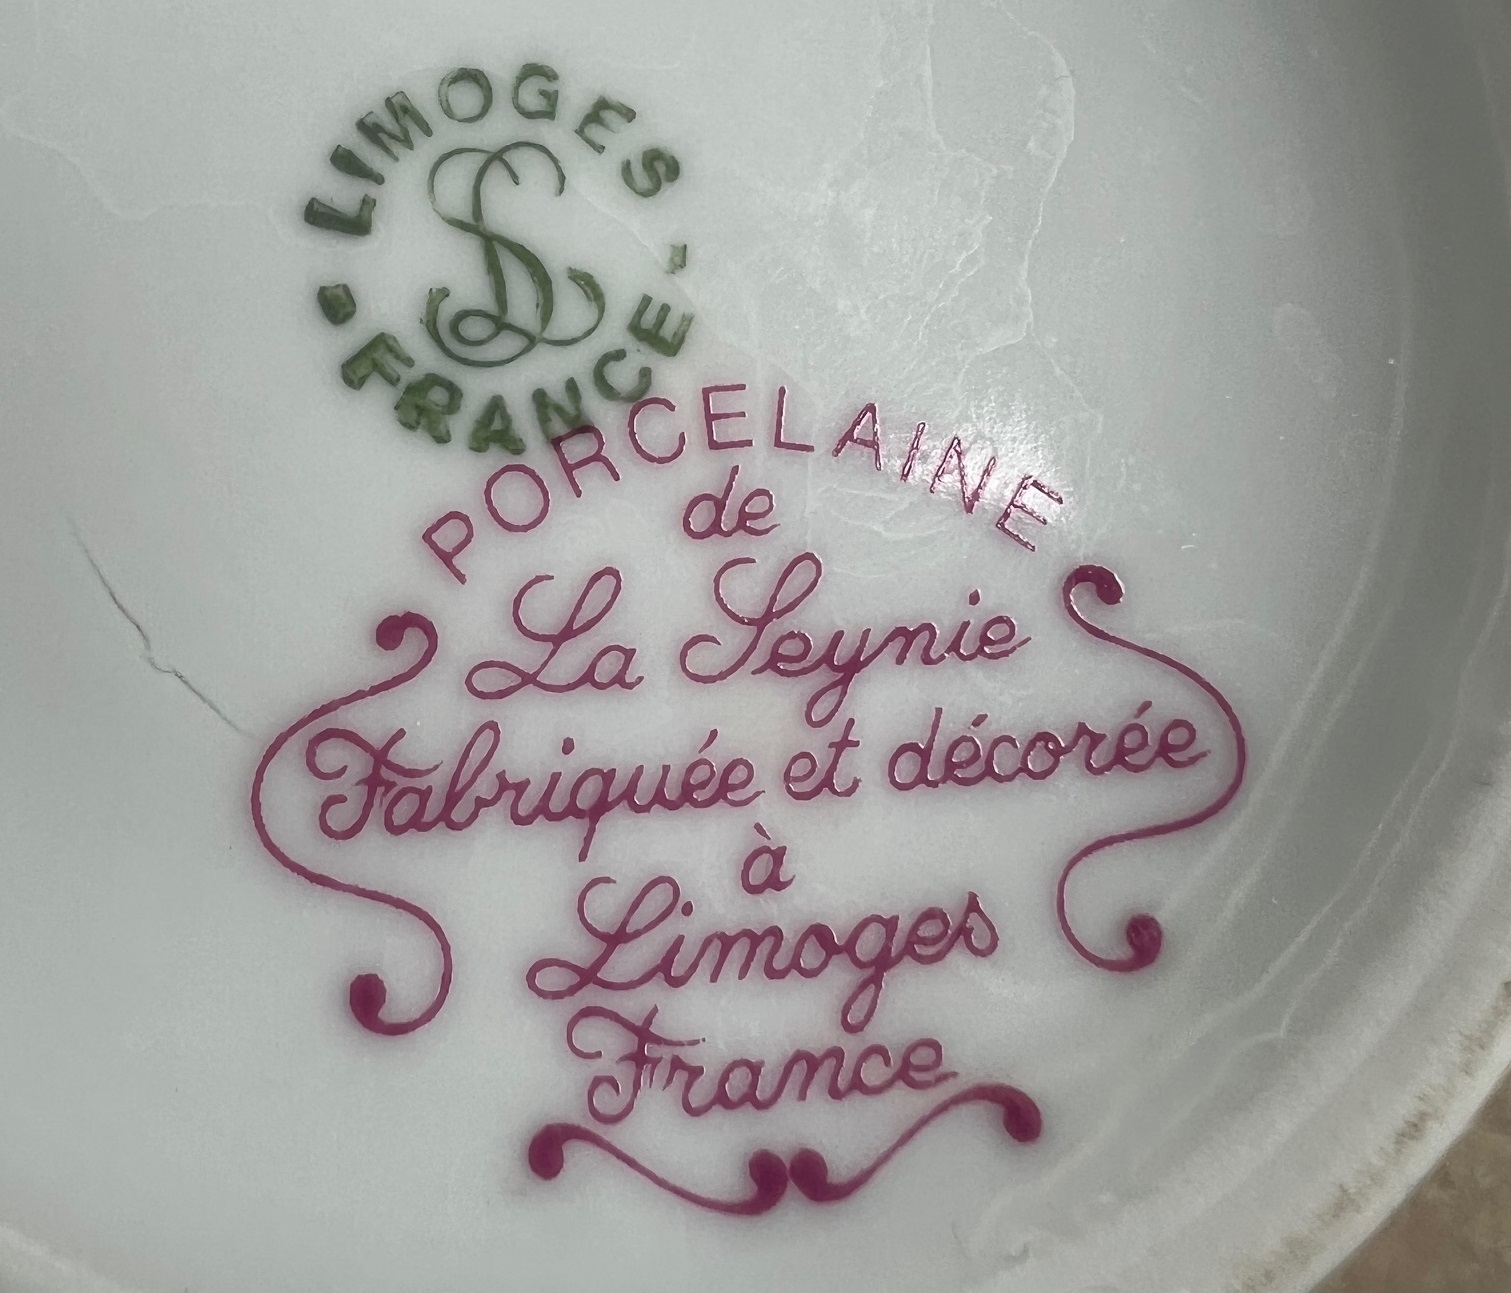 LIMOGES
FRANCE
PORCELAINE
de
La Seynie
Fabriquée et décorée
à
Limoges
France